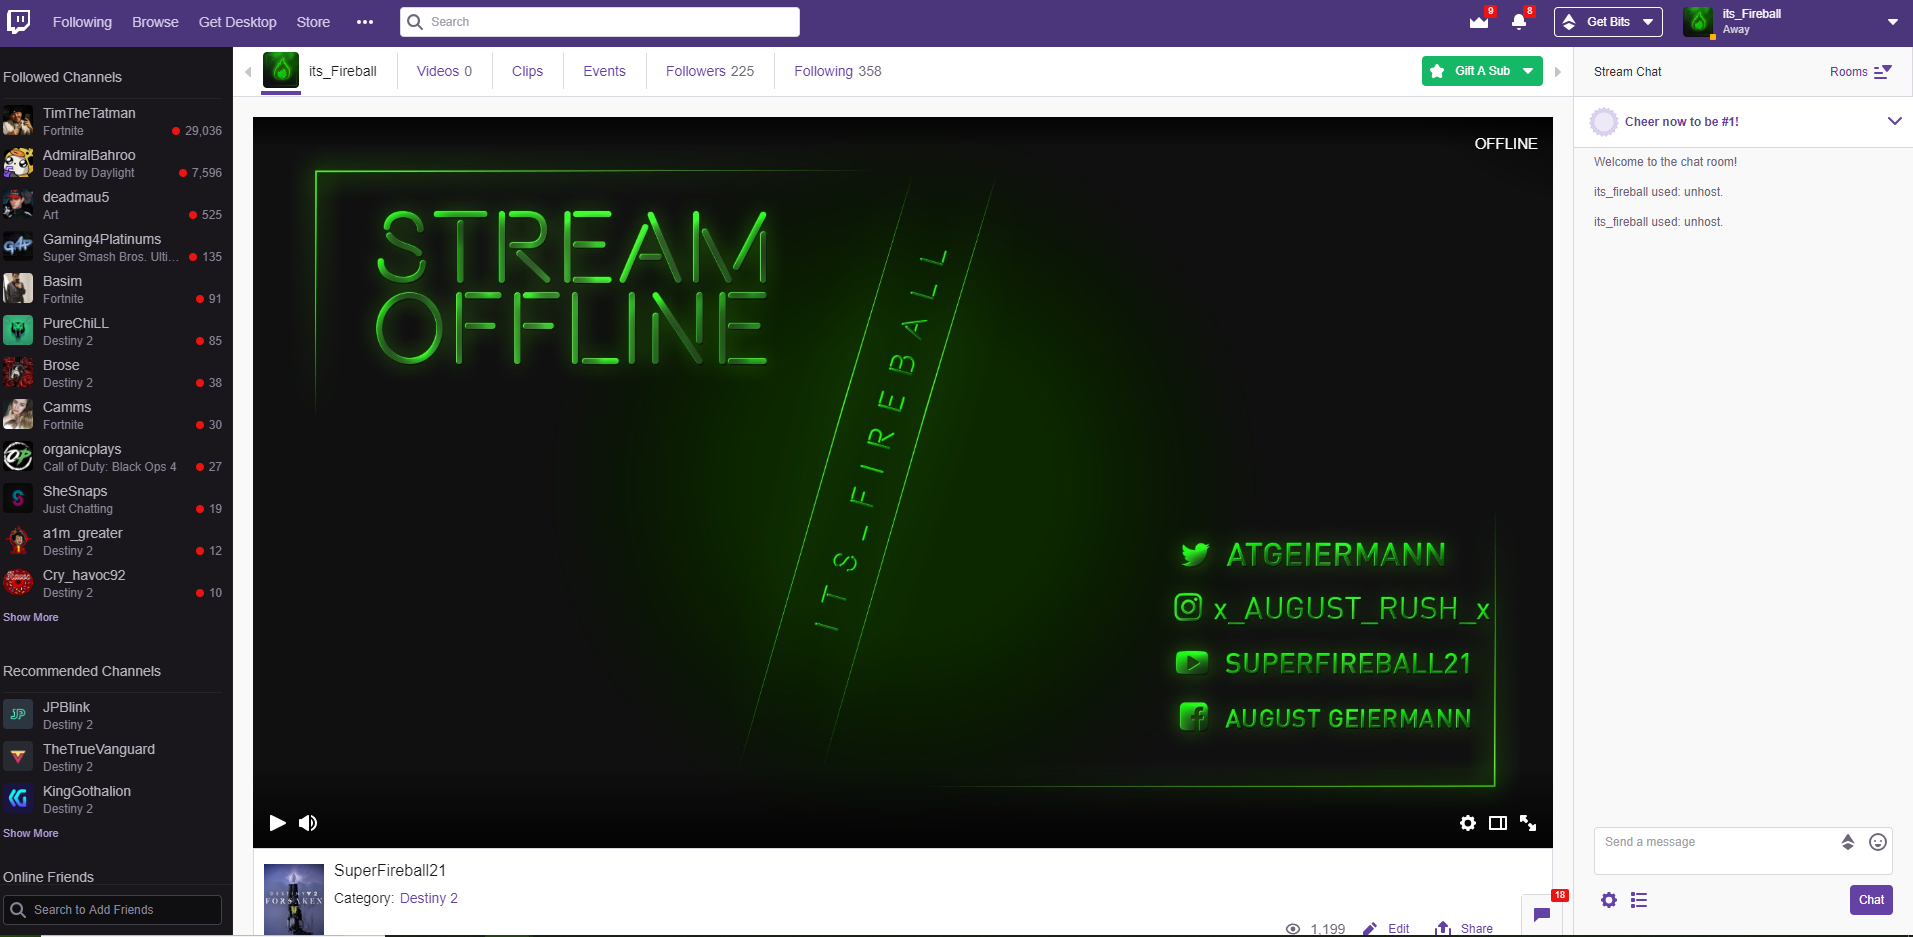 Following Browse Get Desktop Store ••• Search 9 8 Get Bits its_Fireball
Away
Followed Channels
TimTheTatman
Fortnite 29,036
AdmiralBahroo
Dead by Daylight 7,596
deadmau5
Art 525
Gaming4Platinums
Super Smash Bros. Ulti... 135
Basim
Fortnite 91
PureChiLL
Destiny 2 85
Brose
Destiny 2 38
Camms
Fortnite 30
organicplays
Call of Duty: Black Ops 4 27
SheSnaps
Just Chatting 19
a1m_greater
Destiny 2 12
Cry_havoc92
Destiny 2 10
Show More
Recommended Channels
JPBlink
Destiny 2
TheTrueVanguard
Destiny 2
KingGothalion
Destiny 2
Show More
Online Friends
Search to Add Friends
its_Fireball Videos 0 Clips Events Followers 225 Following 358 Gift A Sub
OFFLINE
STREAM
OFFLINE
ITS_FIREBALL
ATGEIERMANN
x_AUGUST_RUSH_x
SUPERFIREBALL21
AUGUST GEIERMANN
SuperFireball21
Category: Destiny 2
DESTINY 2
FORSAKEN
1,199 Edit Share
18
Stream Chat Rooms
Cheer now to be #1!
Welcome to the chat room!
its_fireball used: unhost.
its_fireball used: unhost.
Send a message
Chat